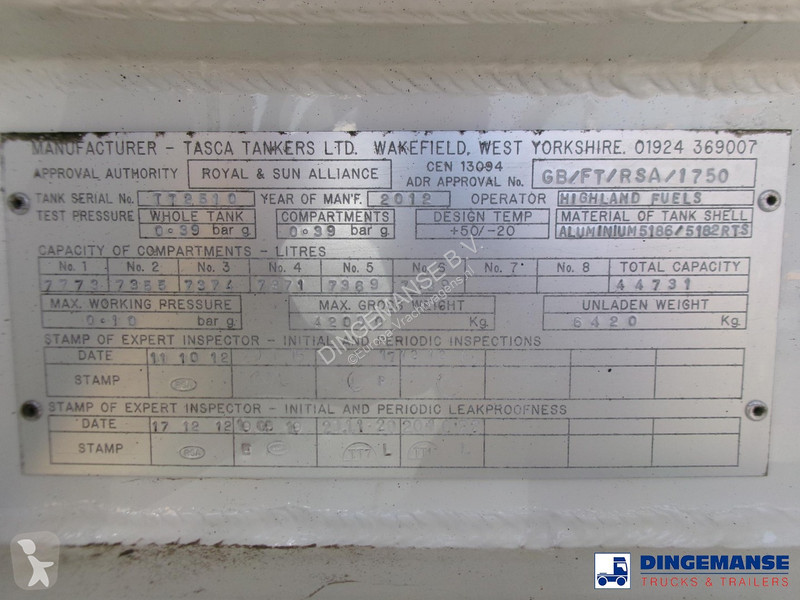 MANUFACTURER - TASCA TANKERS LTD. WAKEFIELD, WEST YORKSHIRE. 01924 369007
APPROVAL AUTHORITY ROYAL & SUN ALLIANCE CEN 13094 ADR APPROVAL No. GB/FT/RSA/1750
TANK SERIAL No. TT2510 YEAR OF MAN'F. 2012 OPERATOR HIGHLAND FUELS
TEST PRESSURE WHOLE TANK COMPARTMENTS DESIGN TEMP MATERIAL OF TANK SHELL
0·39 bar g 0·39 bar g +50/-20 ALUMINIUM 5186/5182RTS
CAPACITY OF COMPARTMENTS - LITRES
No. 1 No. 2 No. 3 No. 4 No. 5 No. 6 No. 7 No. 8 TOTAL CAPACITY
7369 44731
MAX. WORKING PRESSURE MAX. GROSS WEIGHT UNLADEN WEIGHT
0·10 bar g Kg. 6420 Kg.
STAMP OF EXPERT INSPECTOR - INITIAL AND PERIODIC INSPECTIONS
DATE 11 10 12
STAMP RSA
STAMP OF EXPERT INSPECTOR - INITIAL AND PERIODIC LEAKPROOFNESS
DATE 17 12 12
STAMP RSA E TT7 L
DINGEMANSE B.V.
DINGEMANSE
TRUCKS & TRAILERS